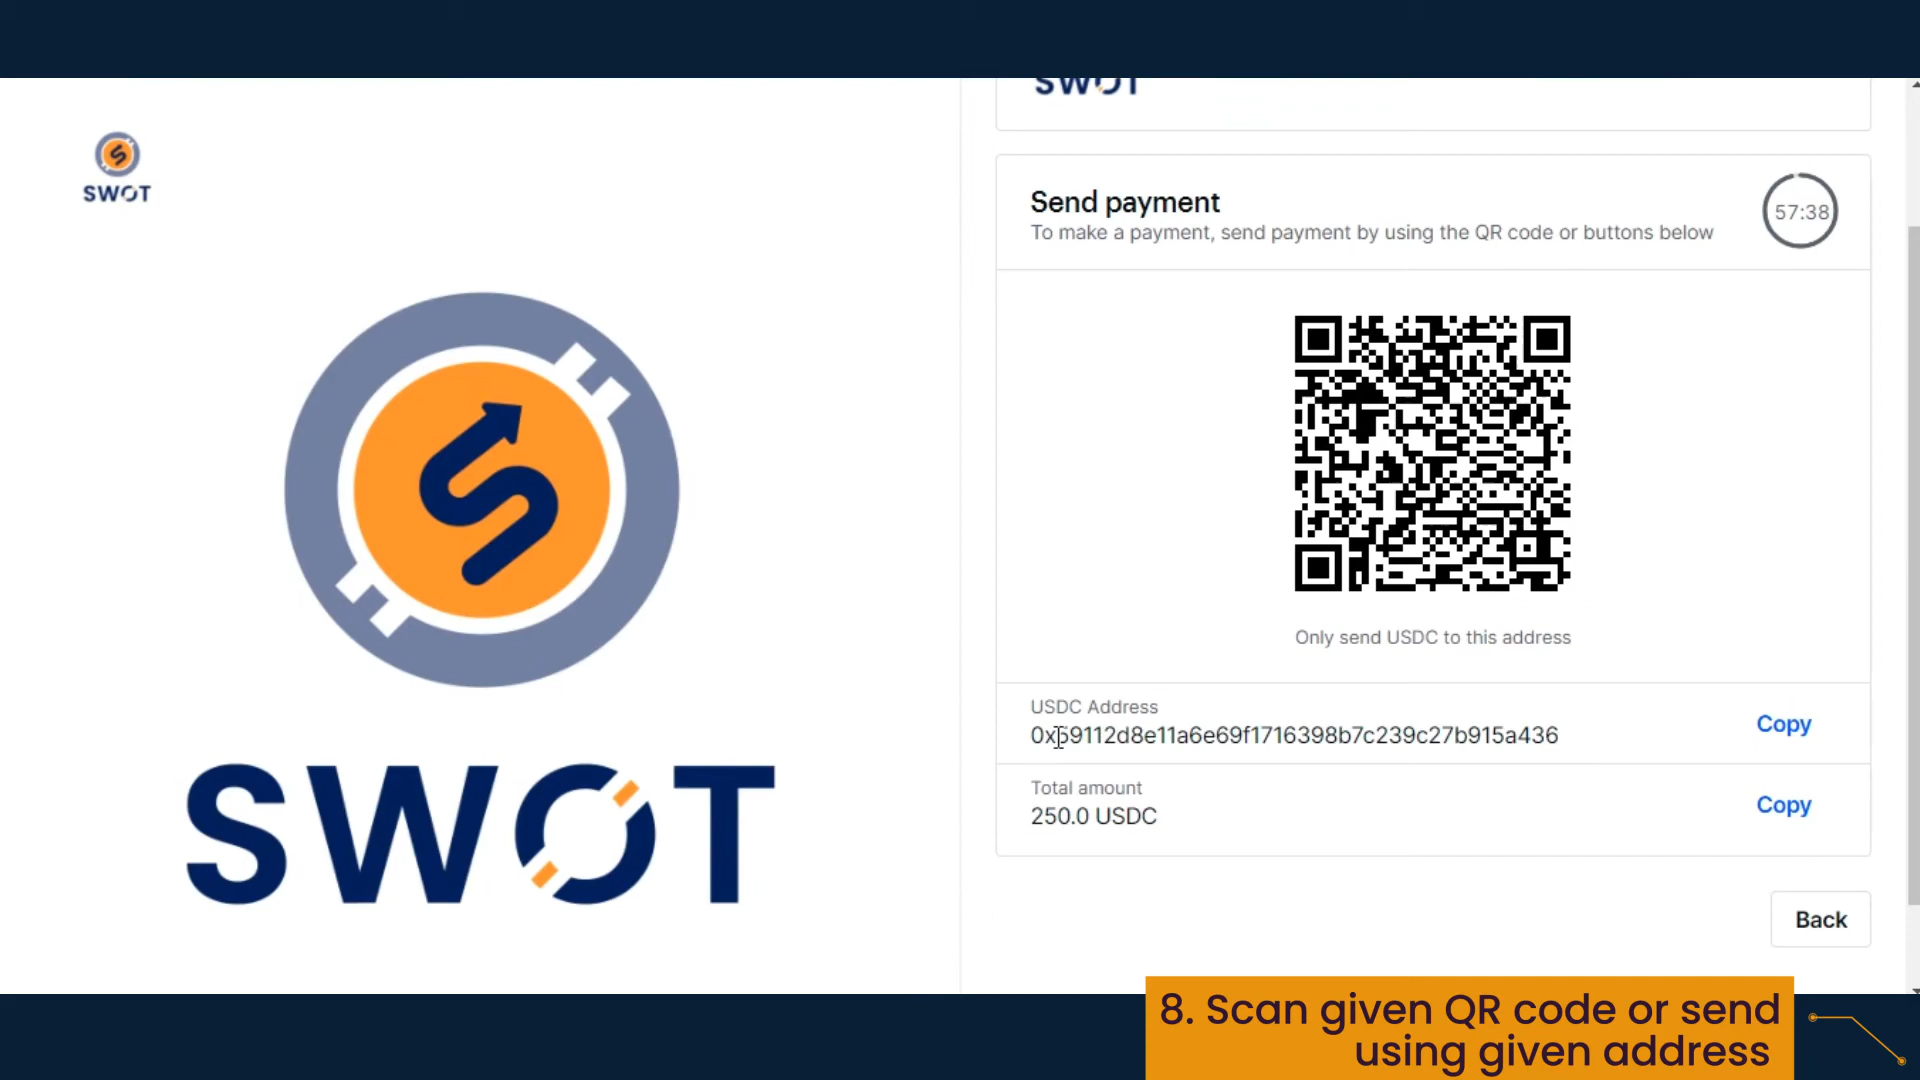 SWOT
SWOT
Send payment
57:38
To make a payment, send payment by using the QR code or buttons below
Only send USDC to this address
USDC Address
0x59112d8e11a6e69f1716398b7c239c27b915a436
Copy
Total amount
250.0 USDC
Copy
SWOT
Back
8. Scan given QR code or send
using given address